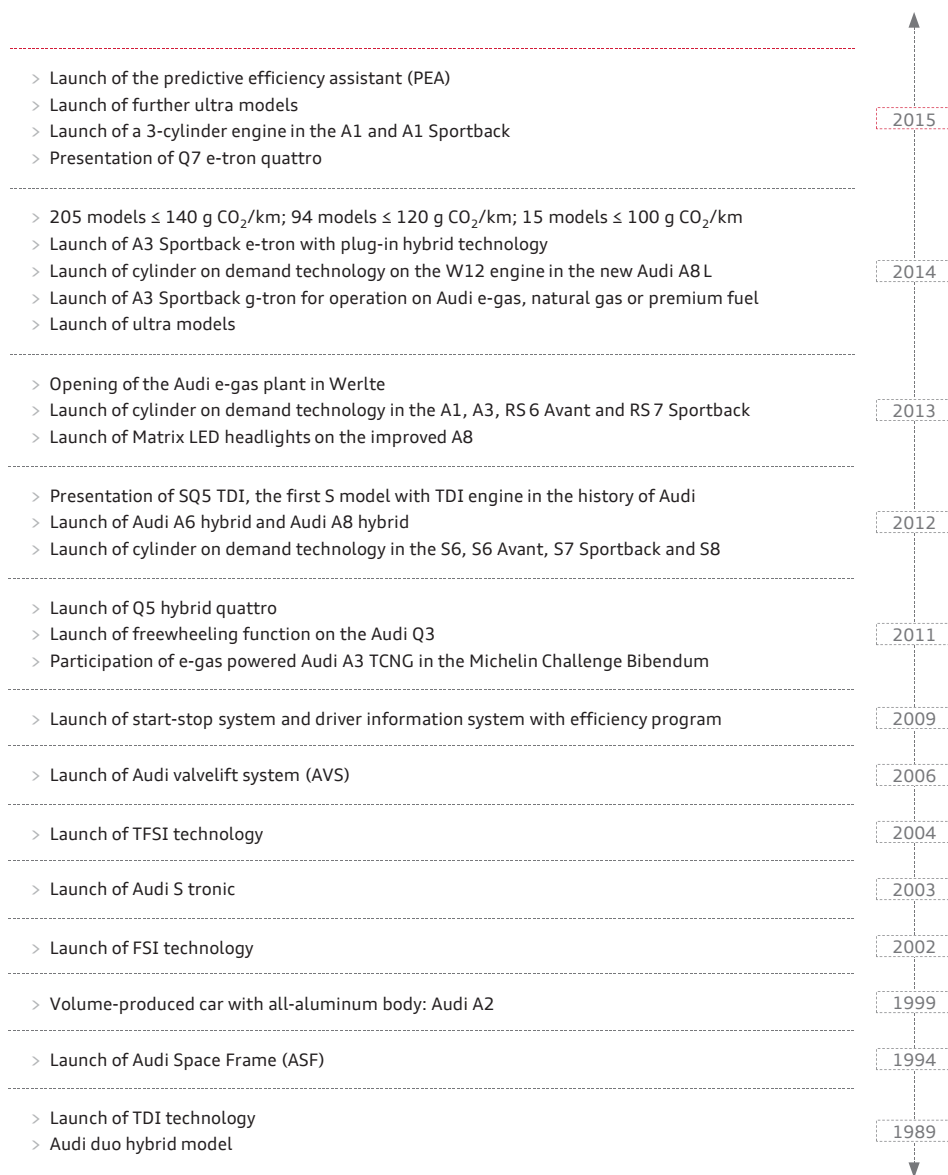 > Launch of the predictive efficiency assistant (PEA)
> Launch of further ultra models
> Launch of a 3-cylinder engine in the A1 and A1 Sportback
> Presentation of Q7 e-tron quattro
2015
> 205 models ≤ 140 g CO₂/km; 94 models ≤ 120 g CO₂/km; 15 models ≤ 100 g CO₂/km
> Launch of A3 Sportback e-tron with plug-in hybrid technology
> Launch of cylinder on demand technology on the W12 engine in the new Audi A8 L
> Launch of A3 Sportback g-tron for operation on Audi e-gas, natural gas or premium fuel
> Launch of ultra models
2014
> Opening of the Audi e-gas plant in Werlte
> Launch of cylinder on demand technology in the A1, A3, RS 6 Avant and RS 7 Sportback
> Launch of Matrix LED headlights on the improved A8
2013
> Presentation of SQ5 TDI, the first S model with TDI engine in the history of Audi
> Launch of Audi A6 hybrid and Audi A8 hybrid
> Launch of cylinder on demand technology in the S6, S6 Avant, S7 Sportback and S8
2012
> Launch of Q5 hybrid quattro
> Launch of freewheeling function on the Audi Q3
> Participation of e-gas powered Audi A3 TCNG in the Michelin Challenge Bibendum
2011
> Launch of start-stop system and driver information system with efficiency program
2009
> Launch of Audi valvelift system (AVS)
2006
> Launch of TFSI technology
2004
> Launch of Audi S tronic
2003
> Launch of FSI technology
2002
> Volume-produced car with all-aluminum body: Audi A2
1999
> Launch of Audi Space Frame (ASF)
1994
> Launch of TDI technology
> Audi duo hybrid model
1989